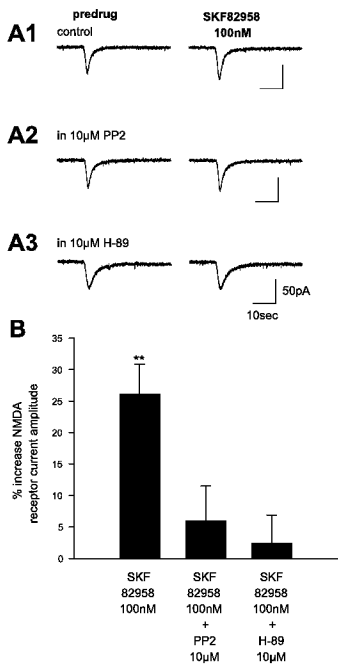 A1
predrug
control
SKF82958
100nM
A2
in 10µM PP2
A3
in 10µM H-89
50pA
10sec
B
% increase NMDA
receptor current amplitude
35
30
25
20
15
10
5
0
**
SKF
82958
100nM
SKF
82958
100nM
+
PP2
10µM
SKF
82958
100nM
+
H-89
10µM